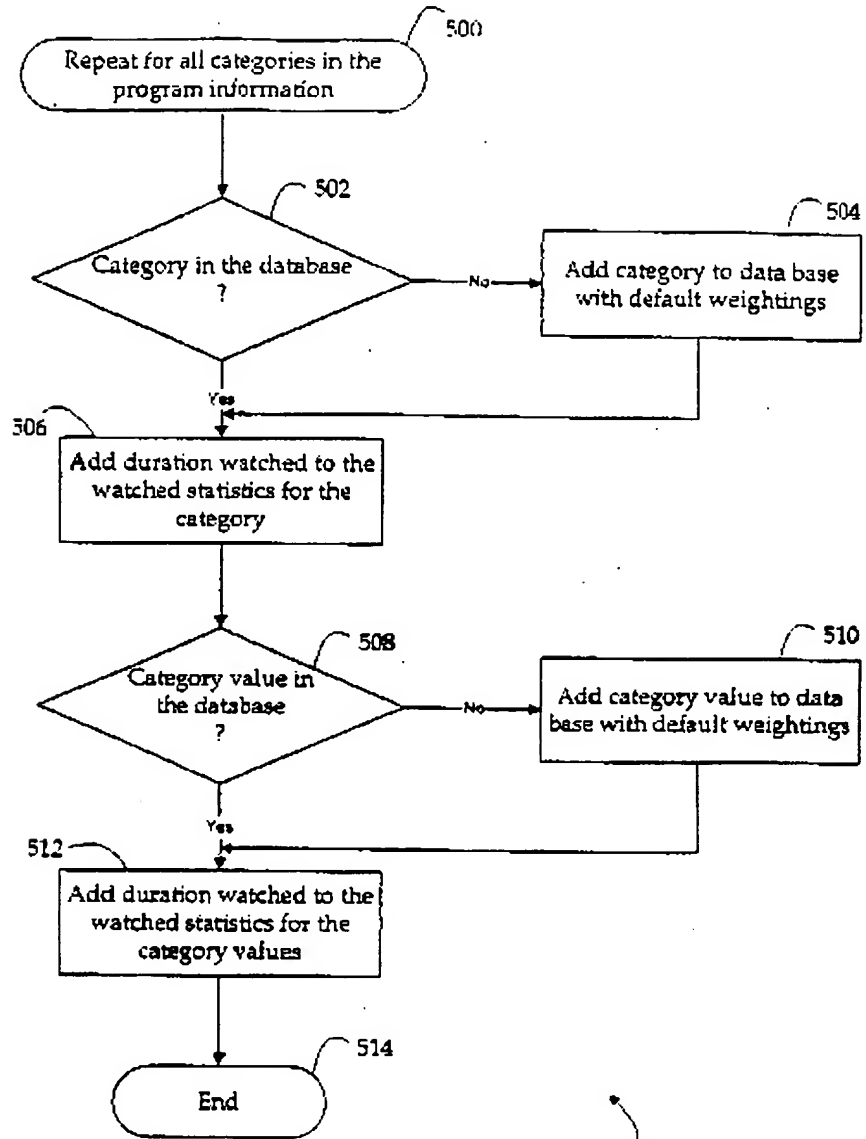 500
Repeat for all categories in the
program information
502
Category in the database
?
No
504
Add category to data base
with default weightings
Yes
506
Add duration watched to the
watched statistics for the
category
508
Category value in
the database
?
No
510
Add category value to data
base with default weightings
Yes
512
Add duration watched to the
watched statistics for the
category values
514
End